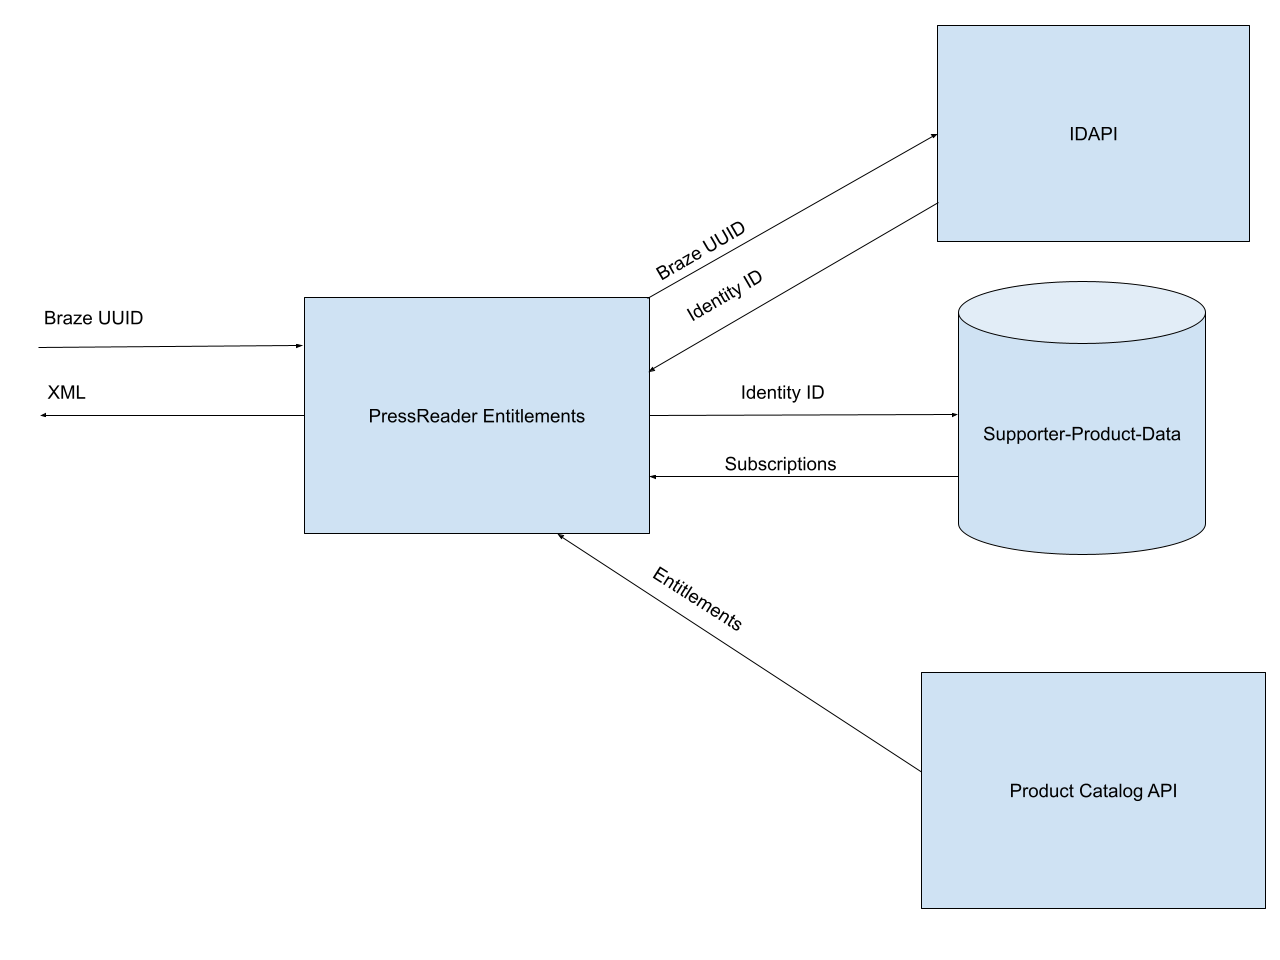 IDAPI
Braze UUID
Identity ID
Braze UUID
XML
PressReader Entitlements
Identity ID
Supporter-Product-Data
Subscriptions
Entitlements
Product Catalog API